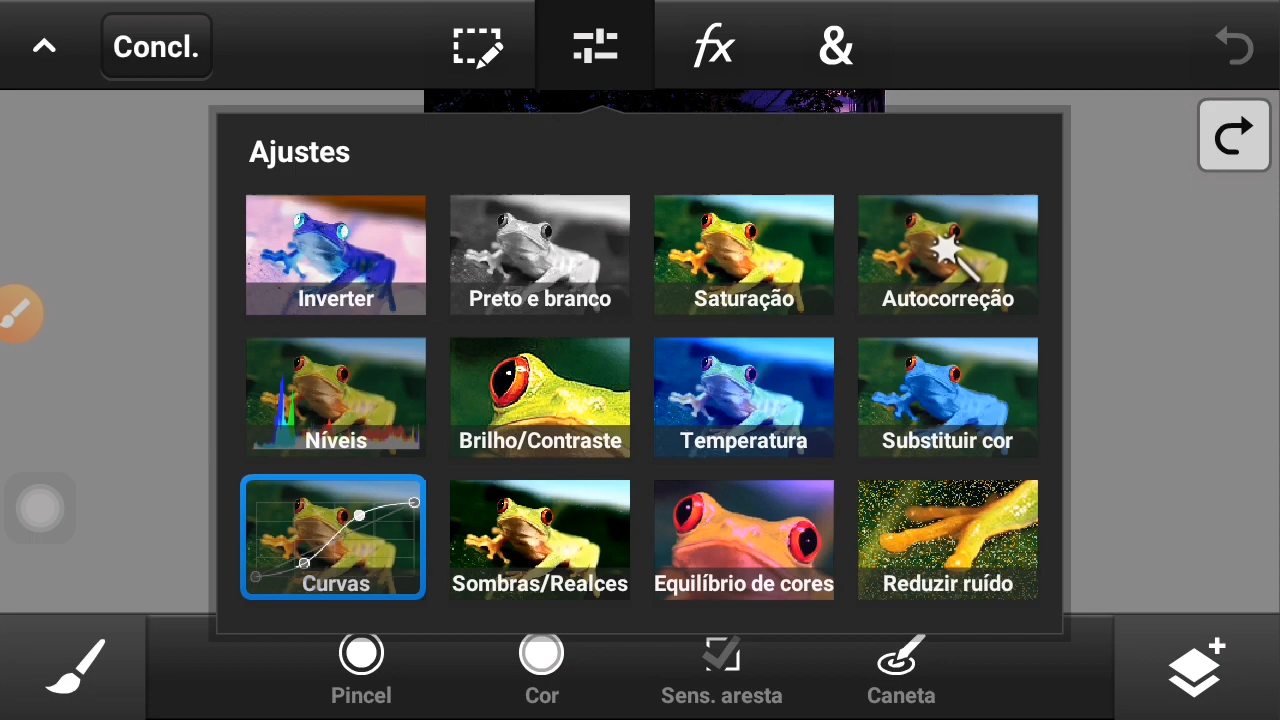 Concl.
fx
&
Ajustes
Inverter
Preto e branco
Saturação
Autocorreção
Níveis
Brilho/Contraste
Temperatura
Substituir cor
Curvas
Sombras/Realces
Equilíbrio de cores
Reduzir ruído
Pincel
Cor
Sens. aresta
Caneta